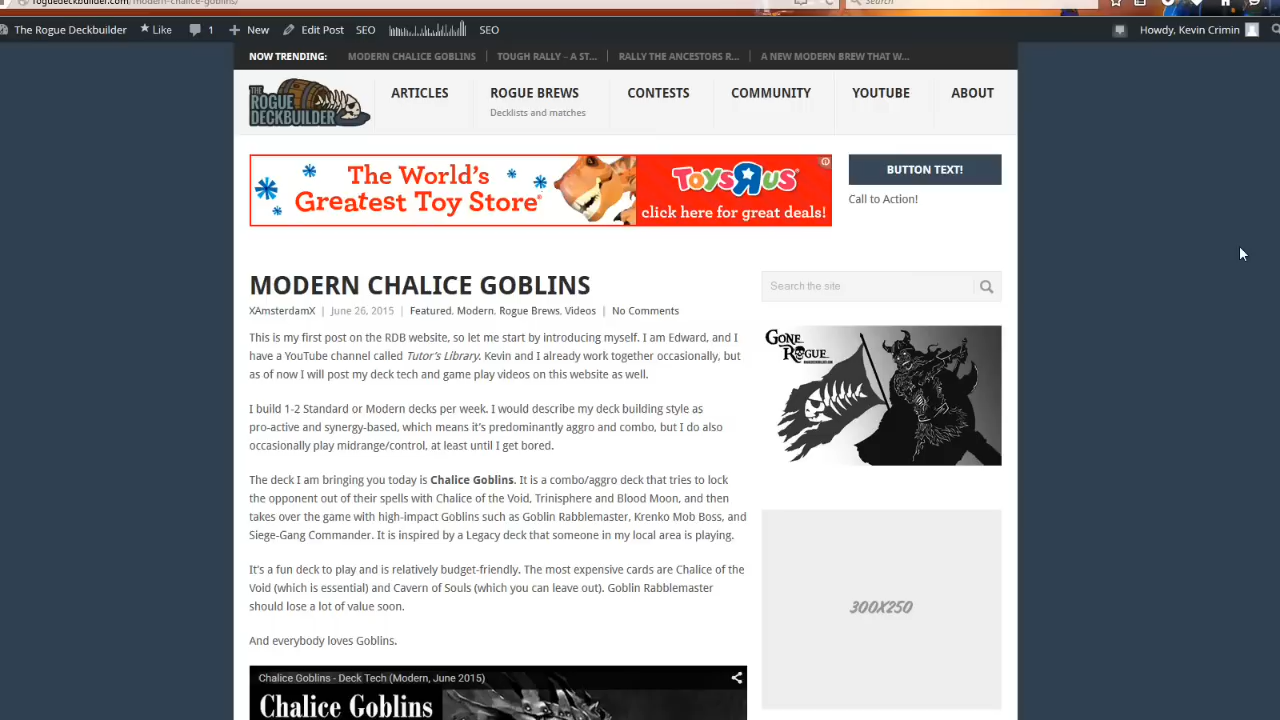 roguedeckbuilder.com/modern-chalice-goblins/
Search
The Rogue Deckbuilder
Like
1
New
Edit Post
SEO
SEO
Howdy, Kevin Crimin
NOW TRENDING:
MODERN CHALICE GOBLINS
TOUGH RALLY – A ST...
RALLY THE ANCESTORS R...
A NEW MODERN BREW THAT W...
THE ROGUE DECKBUILDER
ARTICLES
ROGUE BREWS
Decklists and matches
CONTESTS
COMMUNITY
YOUTUBE
ABOUT
The World's
Greatest Toy Store®
ToysRUs
click here for great deals!
BUTTON TEXT!
Call to Action!
MODERN CHALICE GOBLINS
XAmsterdamX | June 26, 2015 | Featured, Modern, Rogue Brews, Videos | No Comments
This is my first post on the RDB website, so let me start by introducing myself. I am Edward, and I
have a YouTube channel called Tutor's Library. Kevin and I already work together occasionally, but
as of now I will post my deck tech and game play videos on this website as well.
I build 1-2 Standard or Modern decks per week. I would describe my deck building style as
pro-active and synergy-based, which means it's predominantly aggro and combo, but I do also
occasionally play midrange/control, at least until I get bored.
The deck I am bringing you today is Chalice Goblins. It is a combo/aggro deck that tries to lock
the opponent out of their spells with Chalice of the Void, Trinisphere and Blood Moon, and then
takes over the game with high-impact Goblins such as Goblin Rabblemaster, Krenko Mob Boss, and
Siege-Gang Commander. It is inspired by a Legacy deck that someone in my local area is playing.
It's a fun deck to play and is relatively budget-friendly. The most expensive cards are Chalice of the
Void (which is essential) and Cavern of Souls (which you can leave out). Goblin Rabblemaster
should lose a lot of value soon.
And everybody loves Goblins.
Chalice Goblins - Deck Tech (Modern, June 2015)
Chalice Goblins
Search the site
GONE ROGUE
300X250